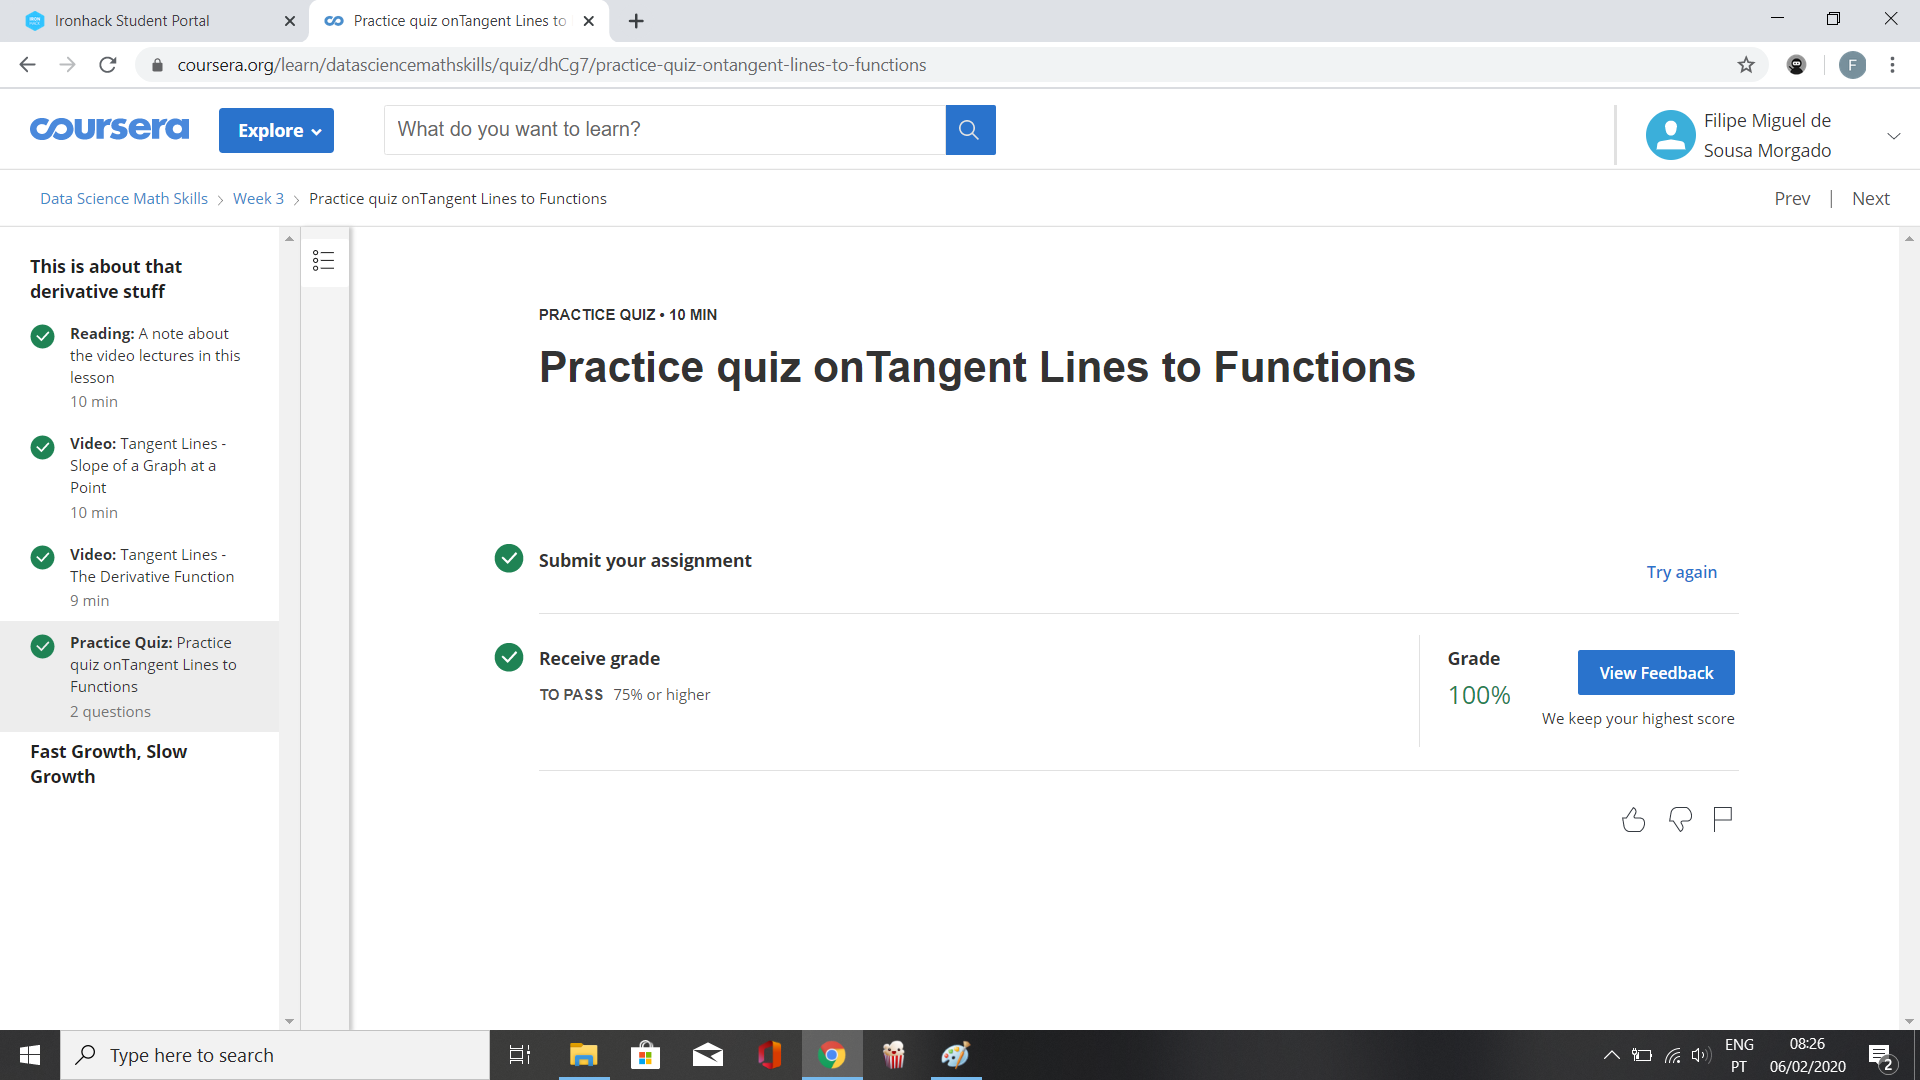 Ironhack Student Portal
Practice quiz onTangent Lines to
coursera.org/learn/datasciencemathskills/quiz/dhCg7/practice-quiz-ontangent-lines-to-functions
F
coursera
Explore
What do you want to learn?
Filipe Miguel de
Sousa Morgado
Data Science Math Skills > Week 3 > Practice quiz onTangent Lines to Functions
Prev | Next
This is about that
derivative stuff
Reading: A note about
the video lectures in this
lesson
10 min
Video: Tangent Lines -
Slope of a Graph at a
Point
10 min
Video: Tangent Lines -
The Derivative Function
9 min
Practice Quiz: Practice
quiz onTangent Lines to
Functions
2 questions
Fast Growth, Slow
Growth
PRACTICE QUIZ • 10 MIN
Practice quiz onTangent Lines to Functions
Submit your assignment
Try again
Receive grade
TO PASS 75% or higher
Grade
100%
View Feedback
We keep your highest score
Type here to search
ENG
PT
08:26
06/02/2020
2